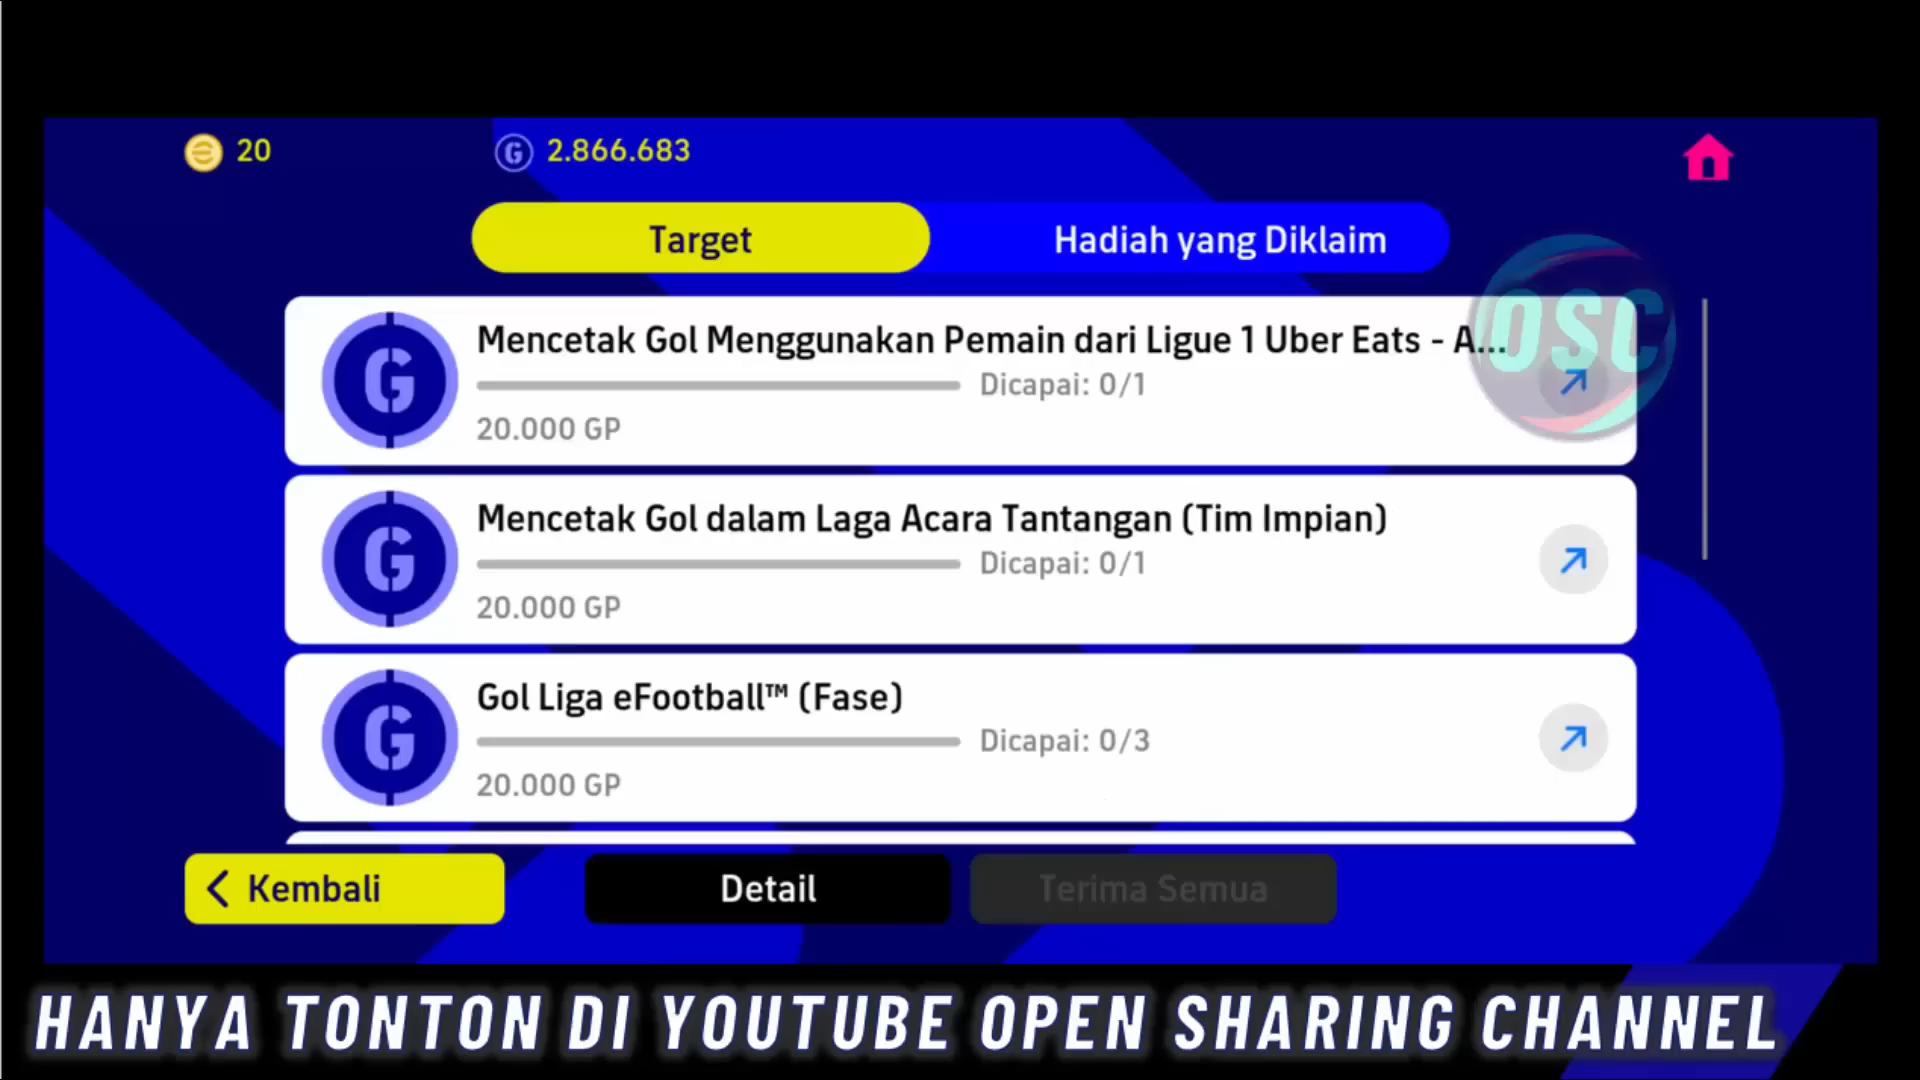 20
G 2.866.683
Target
Hadiah yang Diklaim
Mencetak Gol Menggunakan Pemain dari Ligue 1 Uber Eats - A...
OSC
G
Dicapai: 0/1
20.000 GP
Mencetak Gol dalam Laga Acara Tantangan (Tim Impian)
G
Dicapai: 0/1
20.000 GP
Gol Liga eFootball™ (Fase)
G
Dicapai: 0/3
20.000 GP
Kembali
Detail
Terima Semua
HANYA TONTON DI YOUTUBE OPEN SHARING CHANNEL